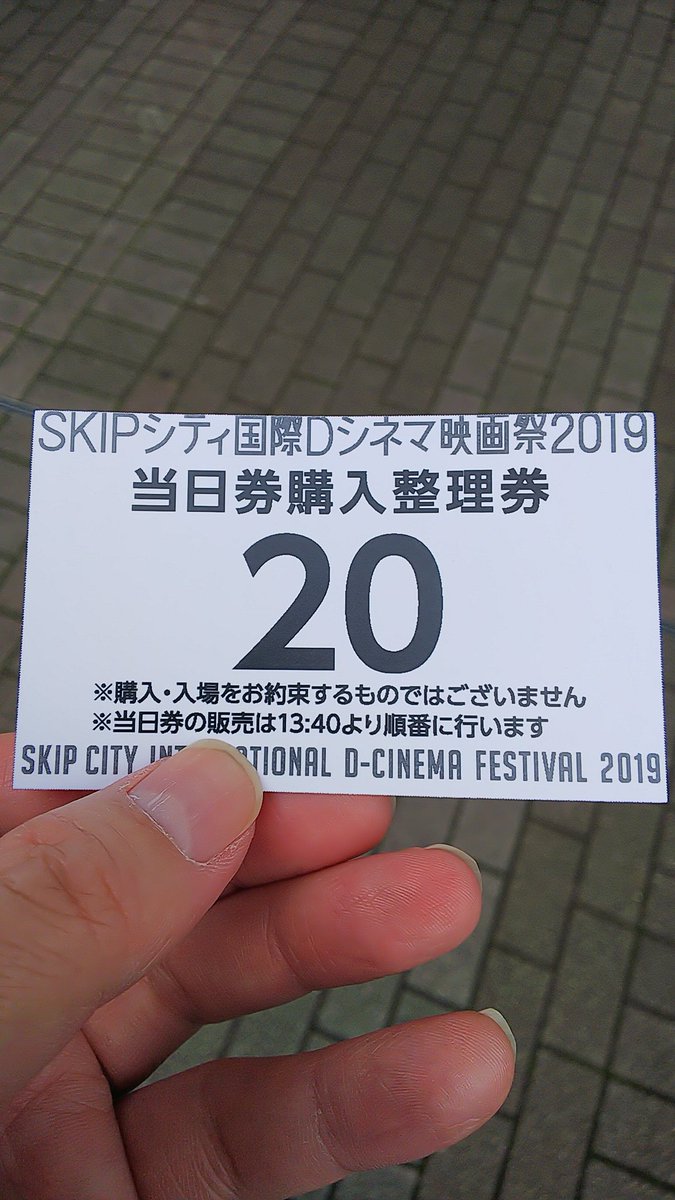 SKIPシティ国際Dシネマ映画祭2019
当日券購入整理券
20
※購入・入場をお約束するものではございません
※当日券の販売は13:40より順番に行います
SKIP CITY D-CINEMA FESTIVAL 2019